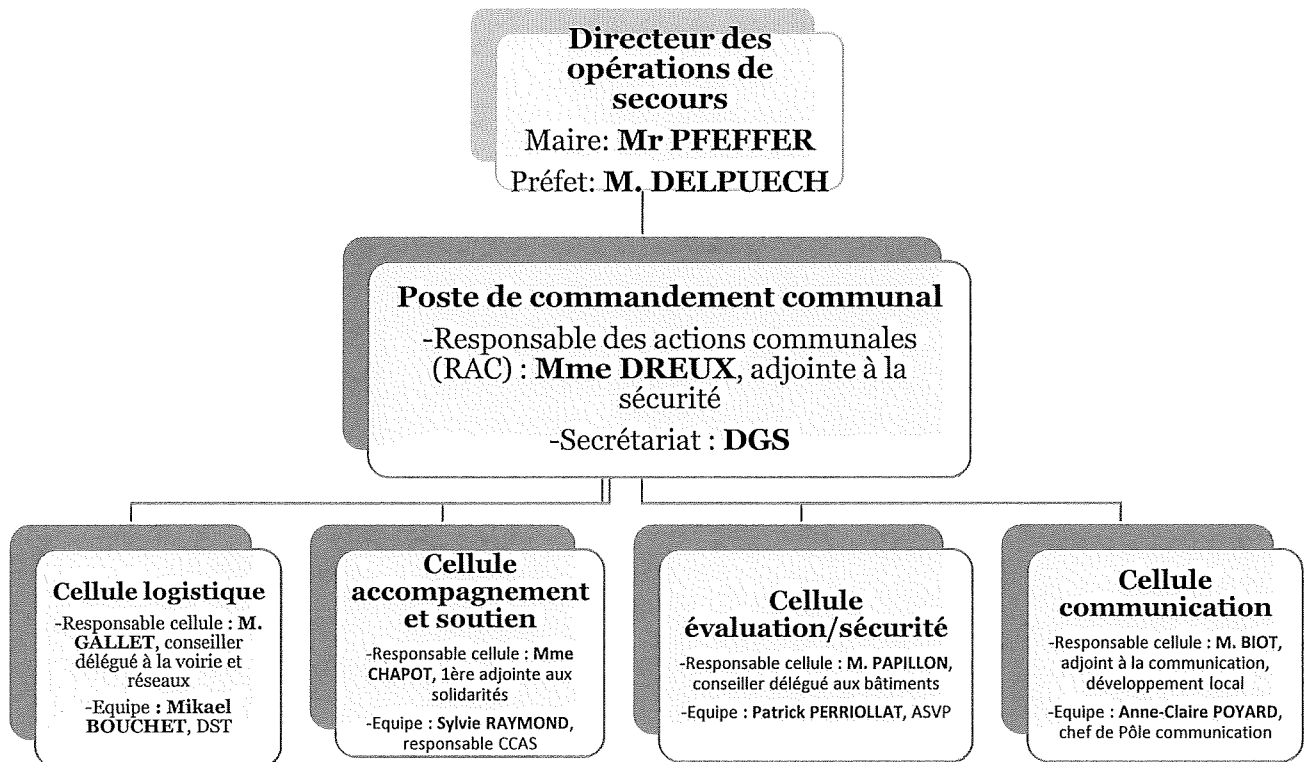 Directeur des
opérations de
secours
Maire: Mr PFEFFER
Préfet: M. DELPUECH
Poste de commandement communal
-Responsable des actions communales
(RAC) : Mme DREUX, adjointe à la
sécurité
-Secrétariat : DGS
Cellule logistique
-Responsable cellule : M.
GALLET, conseiller
délégué à la voirie et
réseaux
-Equipe : Mikael
BOUCHET, DST
Cellule
accompagnement
et soutien
-Responsable cellule : Mme
CHAPOT, 1ère adjointe aux
solidarités
-Equipe : Sylvie RAYMOND,
responsable CCAS
Cellule
évaluation/sécurité
-Responsable cellule : M. PAPILLON,
conseiller délégué aux bâtiments
-Equipe : Patrick PERRIOLLAT, ASVP
Cellule
communication
-Responsable cellule : M. BIOT,
adjoint à la communication,
développement local
-Equipe : Anne-Claire POYARD,
chef de Pôle communication